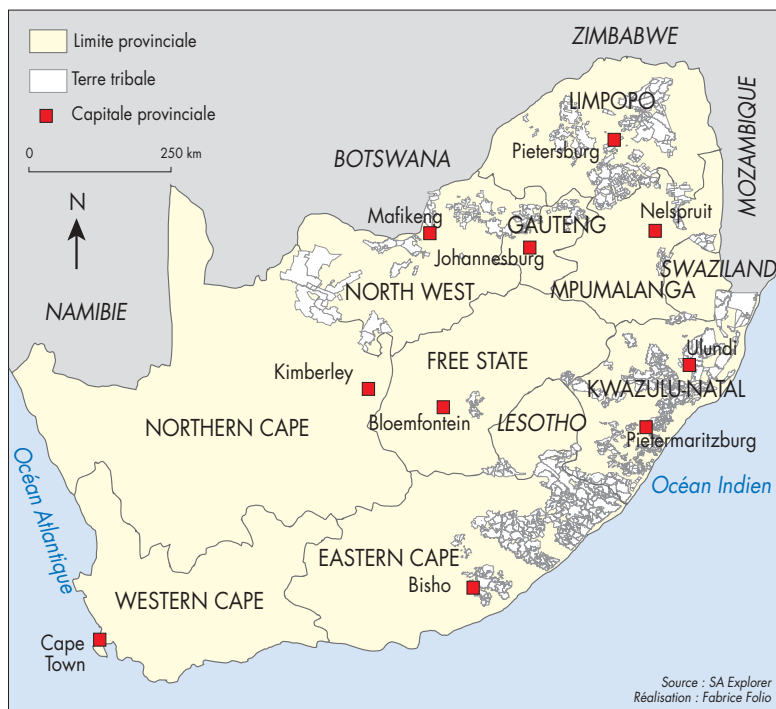 Limite provinciale
Terre tribale
Capitale provinciale
0 250 km
N
ZIMBABWE
MOZAMBIQUE
BOTSWANA
NAMIBIE
SWAZILAND
LESOTHO
LIMPOPO
Pietersburg
Mafikeng
GAUTENG
Nelspruit
Johannesburg
NORTH WEST
MPUMALANGA
FREE STATE
Ulundi
Kimberley
KWAZULU-NATAL
NORTHERN CAPE
Bloemfontein
Pietermaritzburg
Océan Atlantique
Océan Indien
EASTERN CAPE
Bisho
WESTERN CAPE
Cape
Town
Source : SA Explorer
Réalisation : Fabrice Folio